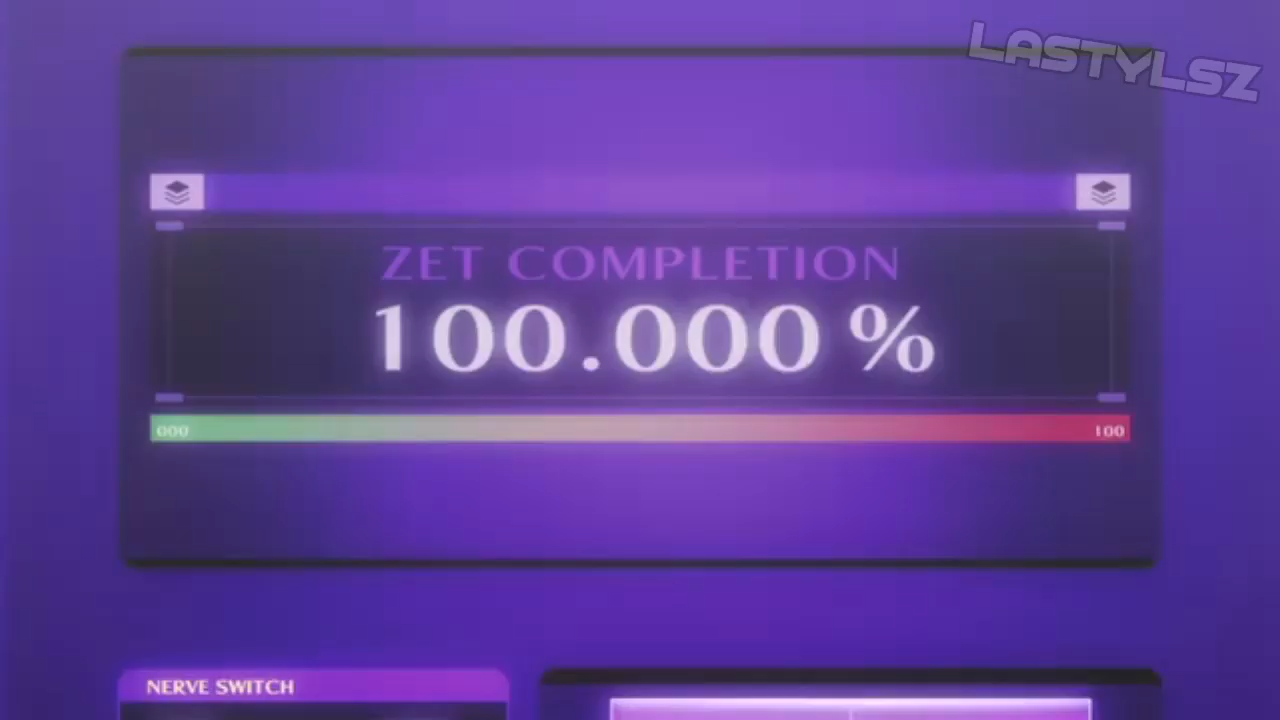 LASTYLSZ
ZET COMPLETION
100.000 %
000
100
NERVE SWITCH